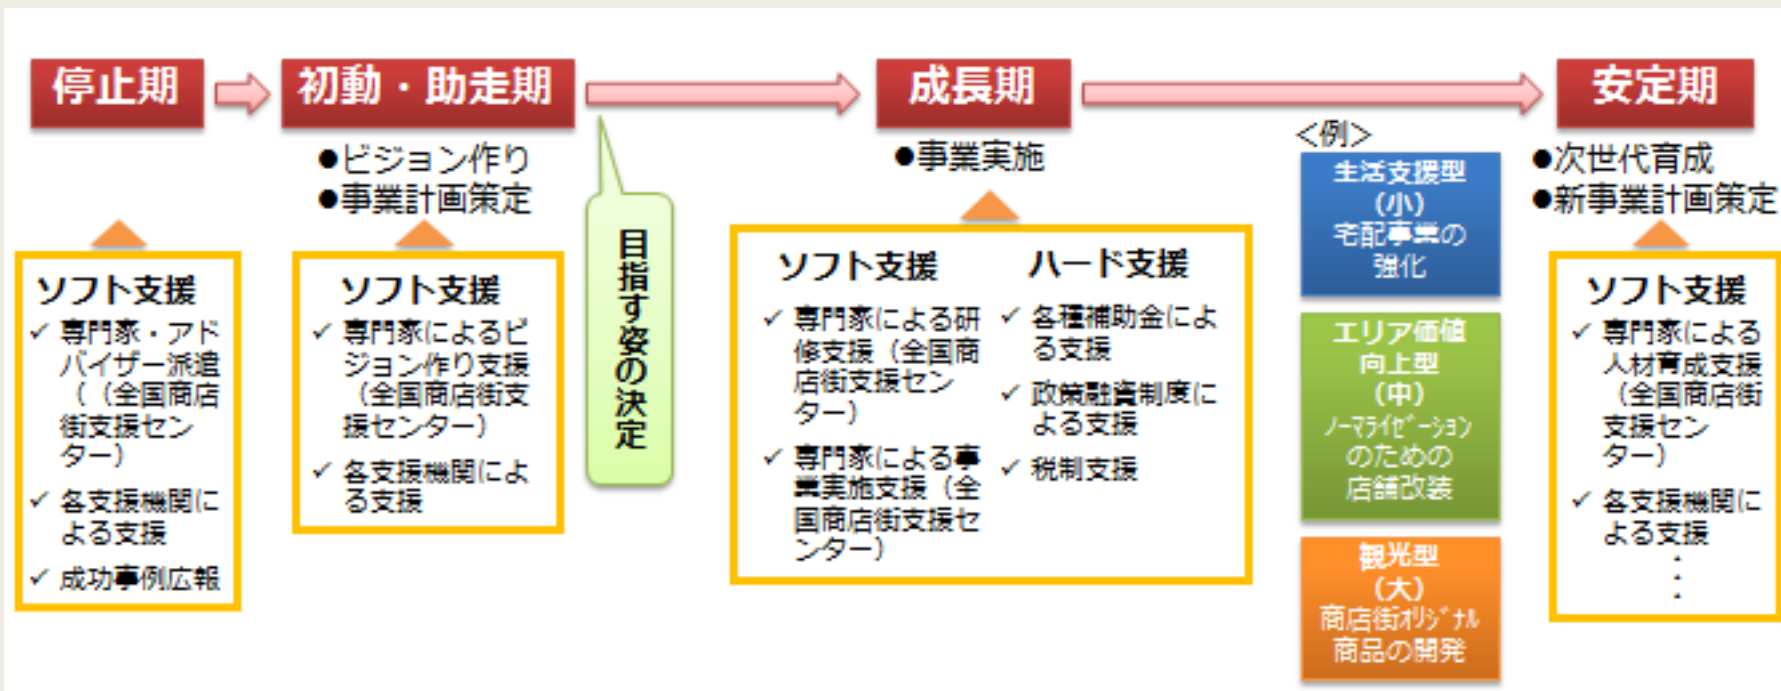 停止期
初動・助走期
成長期
安定期
●ビジョン作り
●事業計画策定
●事業実施
<例>
●次世代育成
●新事業計画策定
ソフト支援
✓ 専門家・アド
バイザー派遣
（（全国商店
街支援セン
ター）
✓ 各支援機関に
よる支援
✓ 成功事例広報
ソフト支援
✓ 専門家によるビ
ジョン作り支援
（全国商店街支
援センター）
✓ 各支援機関によ
る支援
目指す姿の決定
ソフト支援
✓ 専門家による研
修支援（全国商
店街支援セン
ター）
✓ 専門家による事
業実施支援（全
国商店街支援セ
ンター）
ハード支援
✓ 各種補助金によ
る支援
✓ 政策融資制度に
よる支援
✓ 税制支援
生活支援型
（小）
宅配事業の
強化
エリア価値
向上型
（中）
ﾉｰﾏﾗｲｾﾞｰｼｮﾝ
のための
店舗改装
観光型
（大）
商店街ｵﾘｼﾞﾅﾙ
商品の開発
ソフト支援
✓ 専門家による
人材育成支援
（全国商店街
支援セン
ター）
✓ 各支援機関に
よる支援
・
・
・